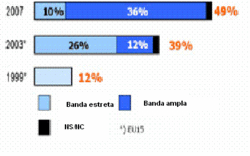 2007 10% 36% 49%
2003* 26% 12% 39%
1999* 12%
Banda estreta Banda ampla
NS NC *) EU15